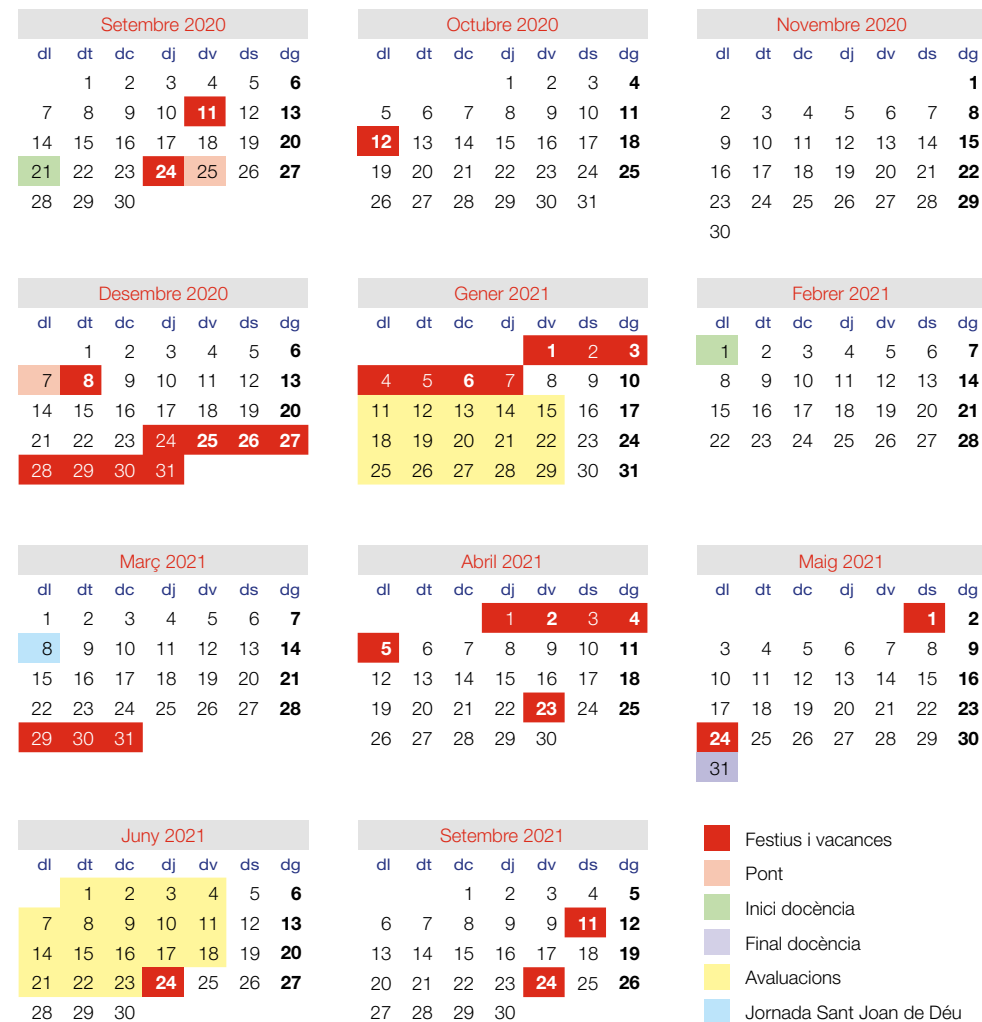 Setembre 2020
dl dt dc dj dv ds dg
1 2 3 4 5 6
7 8 9 10 11 12 13
14 15 16 17 18 19 20
21 22 23 24 25 26 27
28 29 30
Octubre 2020
dl dt dc dj dv ds dg
1 2 3 4
5 6 7 8 9 10 11
12 13 14 15 16 17 18
19 20 21 22 23 24 25
26 27 28 29 30 31
Novembre 2020
dl dt dc dj dv ds dg
1
2 3 4 5 6 7 8
9 10 11 12 13 14 15
16 17 18 19 20 21 22
23 24 25 26 27 28 29
30
Desembre 2020
dl dt dc dj dv ds dg
1 2 3 4 5 6
7 8 9 10 11 12 13
14 15 16 17 18 19 20
21 22 23 24 25 26 27
28 29 30 31
Gener 2021
dl dt dc dj dv ds dg
1 2 3
4 5 6 7 8 9 10
11 12 13 14 15 16 17
18 19 20 21 22 23 24
25 26 27 28 29 30 31
Febrer 2021
dl dt dc dj dv ds dg
1 2 3 4 5 6 7
8 9 10 11 12 13 14
15 16 17 18 19 20 21
22 23 24 25 26 27 28
Març 2021
dl dt dc dj dv ds dg
1 2 3 4 5 6 7
8 9 10 11 12 13 14
15 16 17 18 19 20 21
22 23 24 25 26 27 28
29 30 31
Abril 2021
dl dt dc dj dv ds dg
1 2 3 4
5 6 7 8 9 10 11
12 13 14 15 16 17 18
19 20 21 22 23 24 25
26 27 28 29 30
Maig 2021
dl dt dc dj dv ds dg
1 2
3 4 5 6 7 8 9
10 11 12 13 14 15 16
17 18 19 20 21 22 23
24 25 26 27 28 29 30
31
Juny 2021
dl dt dc dj dv ds dg
1 2 3 4 5 6
7 8 9 10 11 12 13
14 15 16 17 18 19 20
21 22 23 24 25 26 27
28 29 30
Setembre 2021
dl dt dc dj dv ds dg
1 2 3 4 5
6 7 8 9 9 11 12
13 14 15 16 17 18 19
20 21 22 23 24 25 26
27 28 29 30
Festius i vacances
Pont
Inici docència
Final docència
Avaluacions
Jornada Sant Joan de Déu